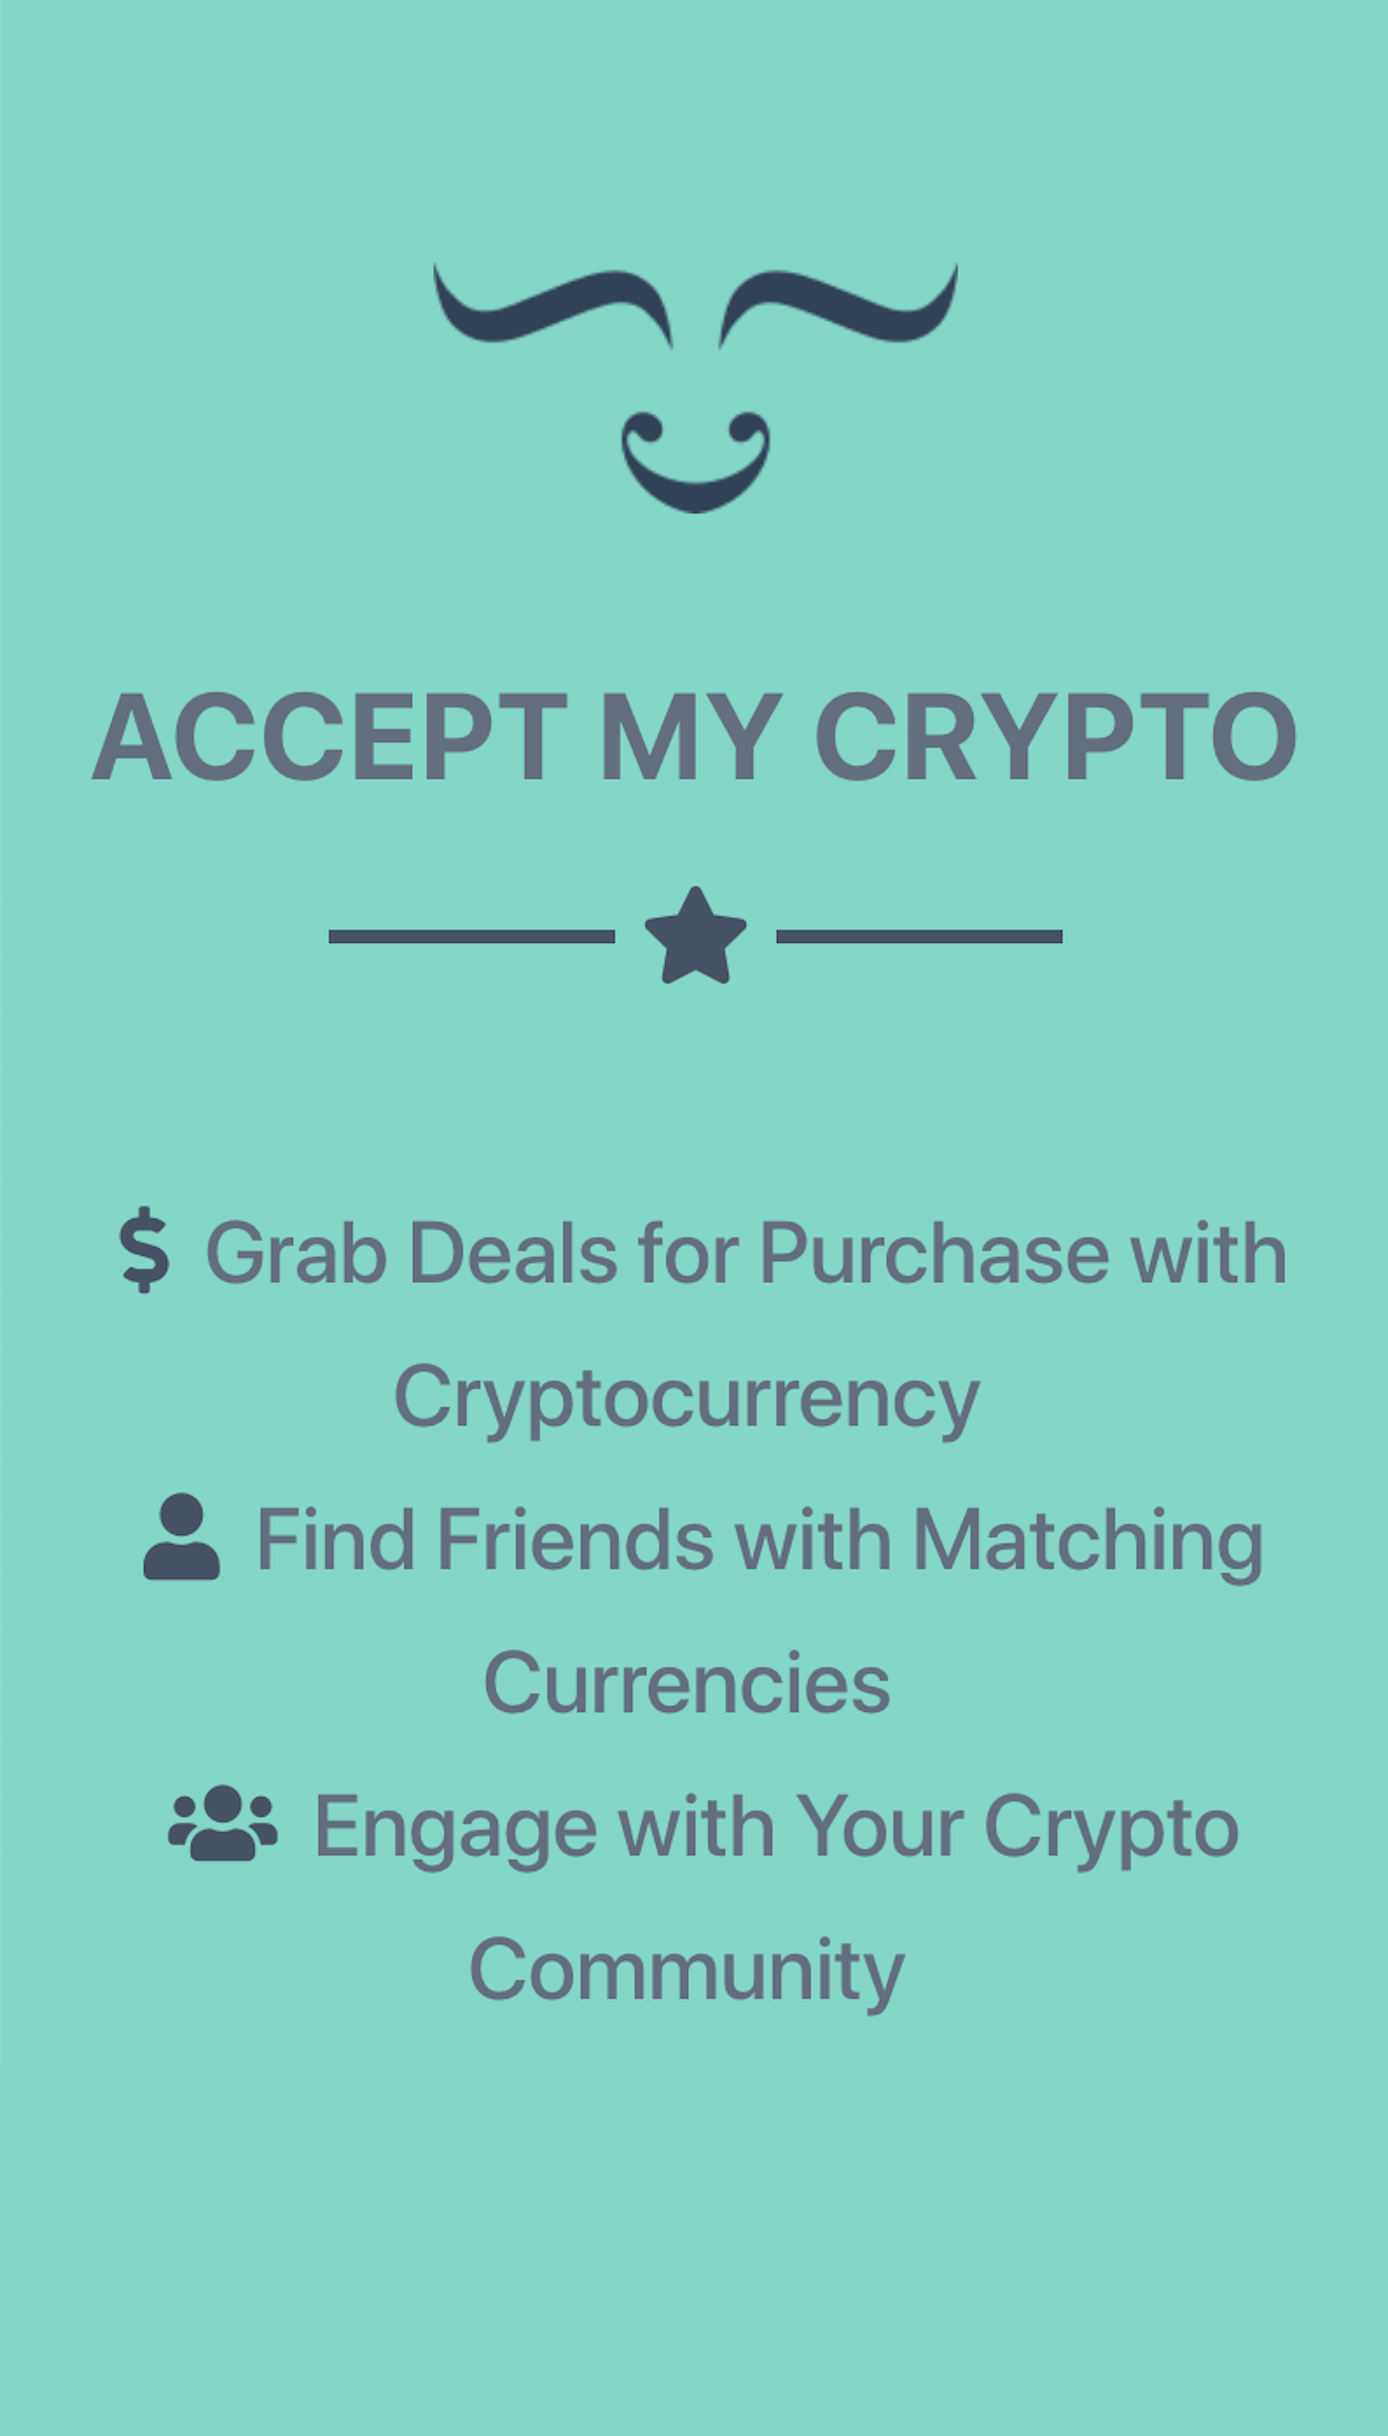 ACCEPT MY CRYPTO
$ Grab Deals for Purchase with
Cryptocurrency
Find Friends with Matching
Currencies
Engage with Your Crypto
Community